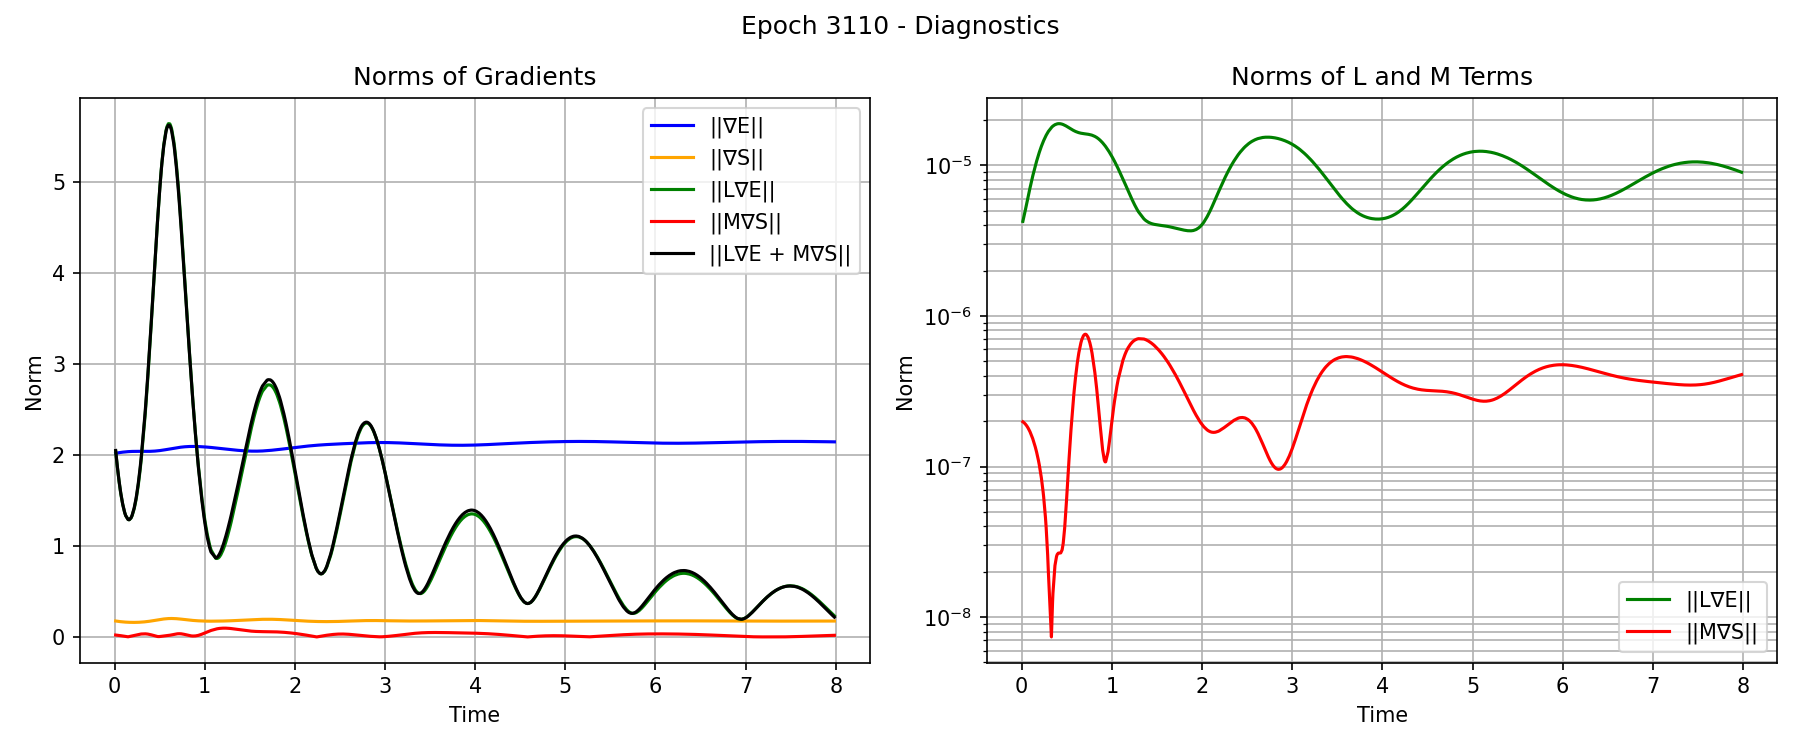 Epoch 3110 - Diagnostics
Norms of Gradients
Norm
5
4
3
2
1
0
||∇E||
||∇S||
||L∇E||
||M∇S||
||L∇E + M∇S||
0 1 2 3 4 5 6 7 8
Time
Norms of L and M Terms
Norm
10⁻⁵
10⁻⁶
10⁻⁷
10⁻⁸
||L∇E||
||M∇S||
0 1 2 3 4 5 6 7 8
Time